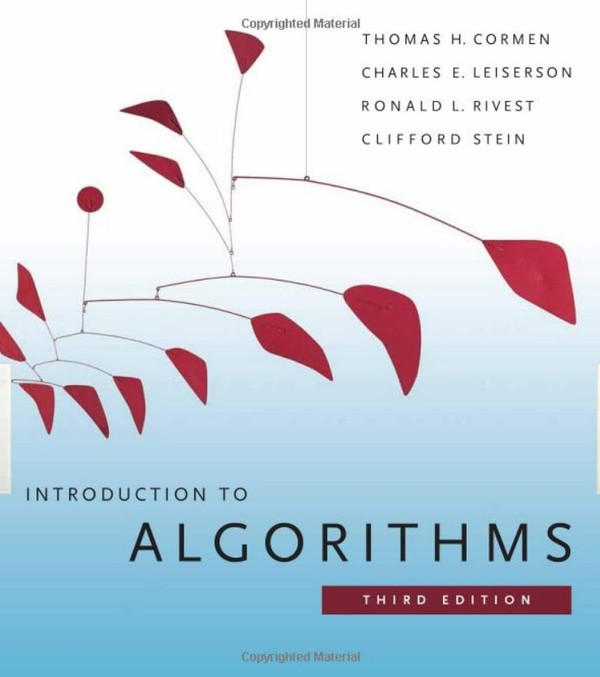 Copyrighted Material
THOMAS H. CORMEN
CHARLES E. LEISERSON
RONALD L. RIVEST
CLIFFORD STEIN
INTRODUCTION TO
ALGORITHMS
THIRD EDITION
Copyrighted Material